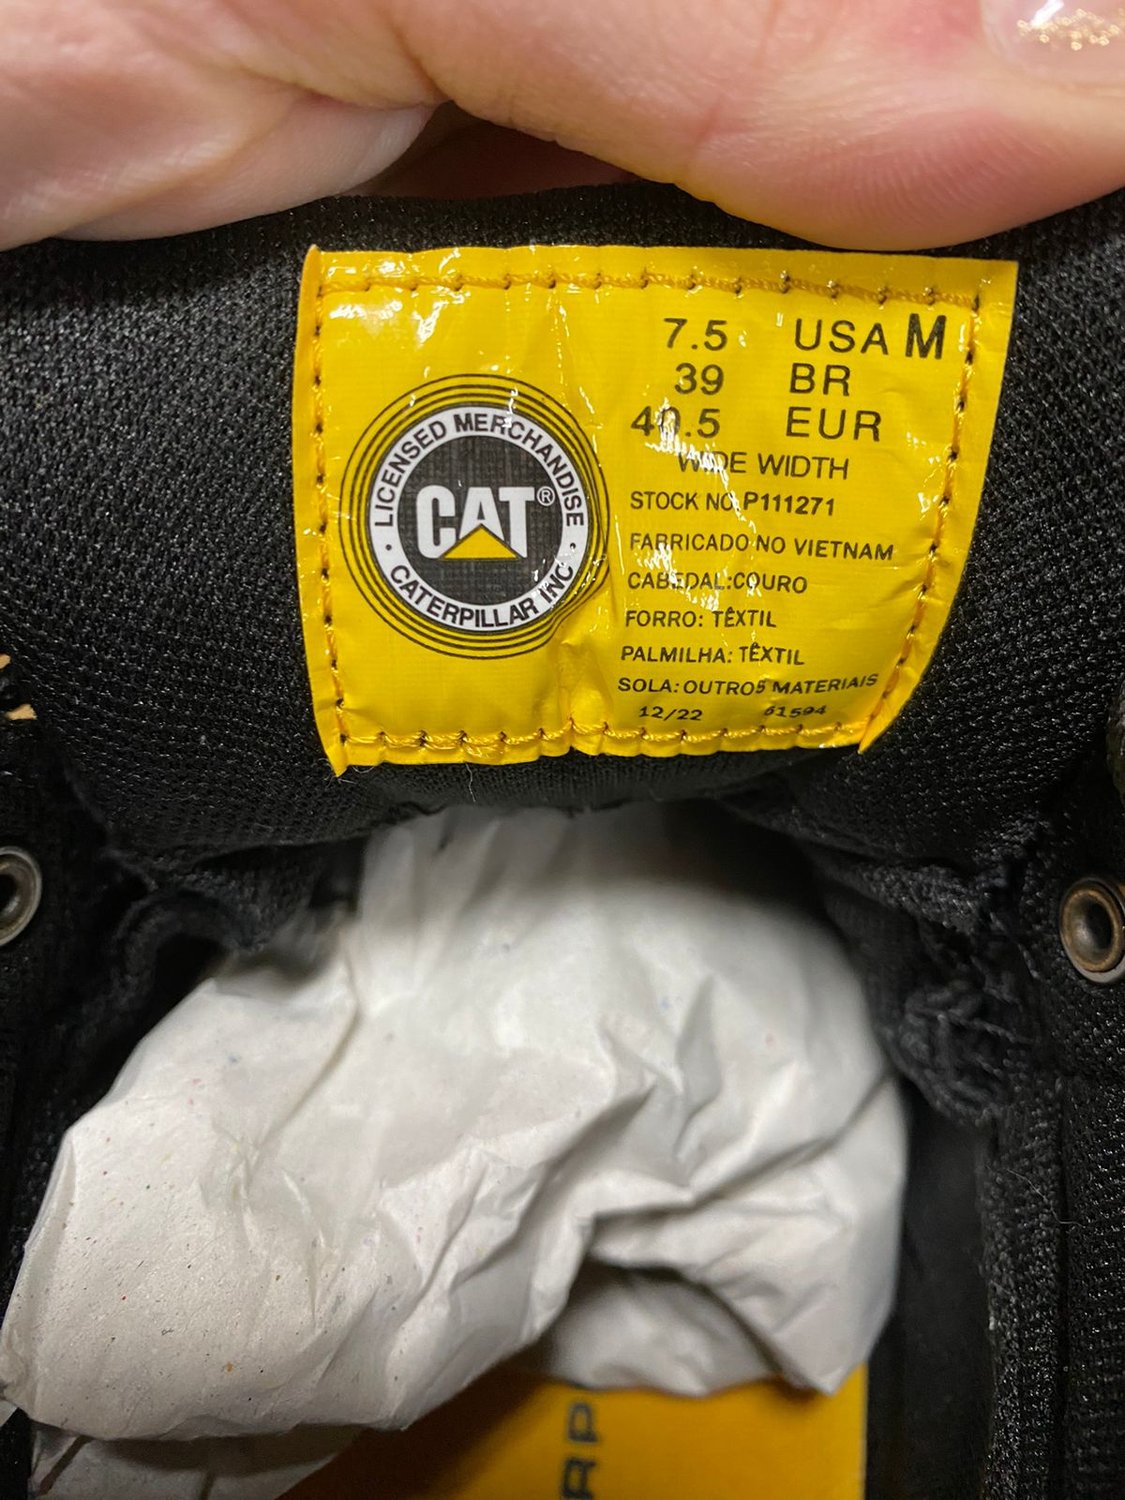 LICENSED MERCHANDISE
CAT®
· CATERPILLAR INC ·
7.5 USA M
39 BR
40.5 EUR
WIDE WIDTH
STOCK NO P111271
FABRICADO NO VIETNAM
CABEDAL:COURO
FORRO: TÊXTIL
PALMILHA: TÊXTIL
SOLA: OUTROS MATERIAIS
12/22 61594